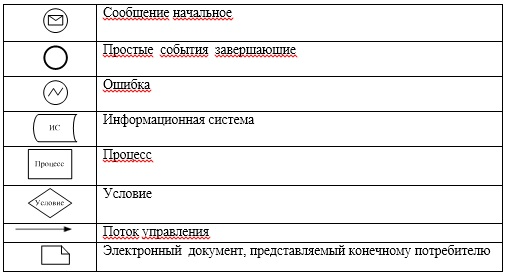 Сообщение начальное
Простые события завершающие
Ошибка
ИС
Информационная система
Процесс
Процесс
Условие
Условие
Поток управления
Электронный документ, представляемый конечному потребителю